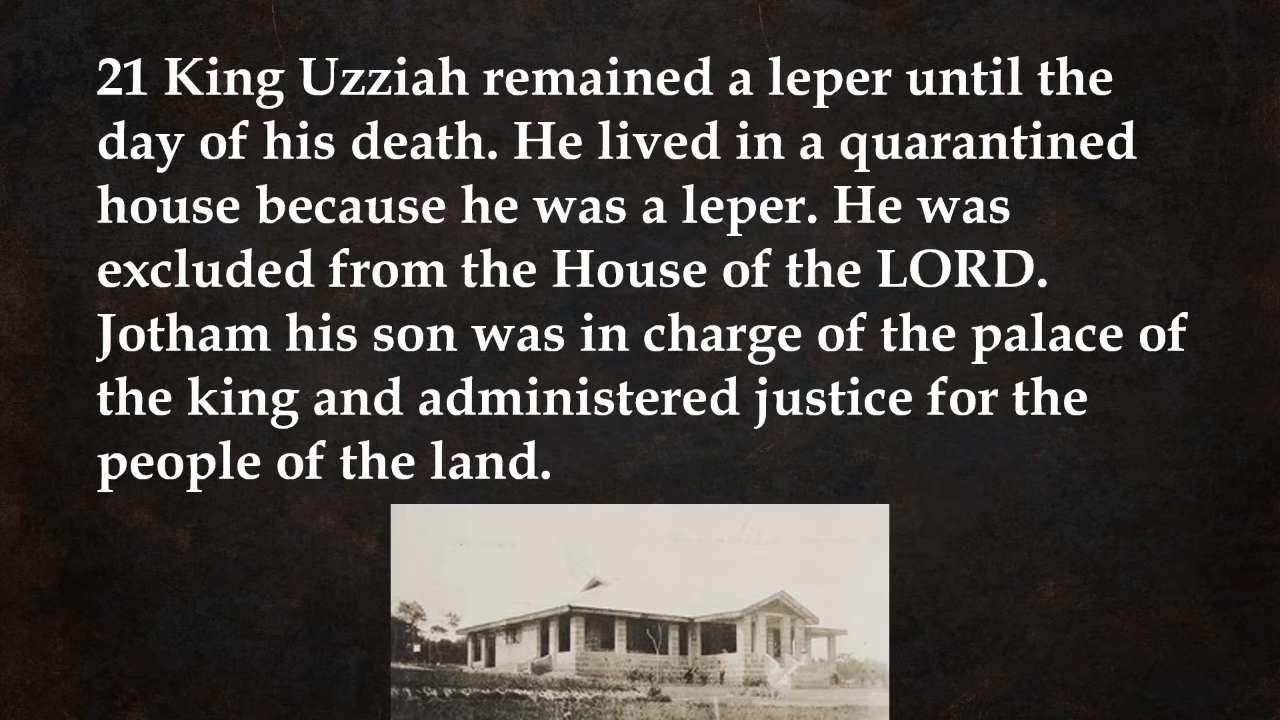 21 King Uzziah remained a leper until the
day of his death. He lived in a quarantined
house because he was a leper. He was
excluded from the House of the LORD.
Jotham his son was in charge of the palace of
the king and administered justice for the
people of the land.